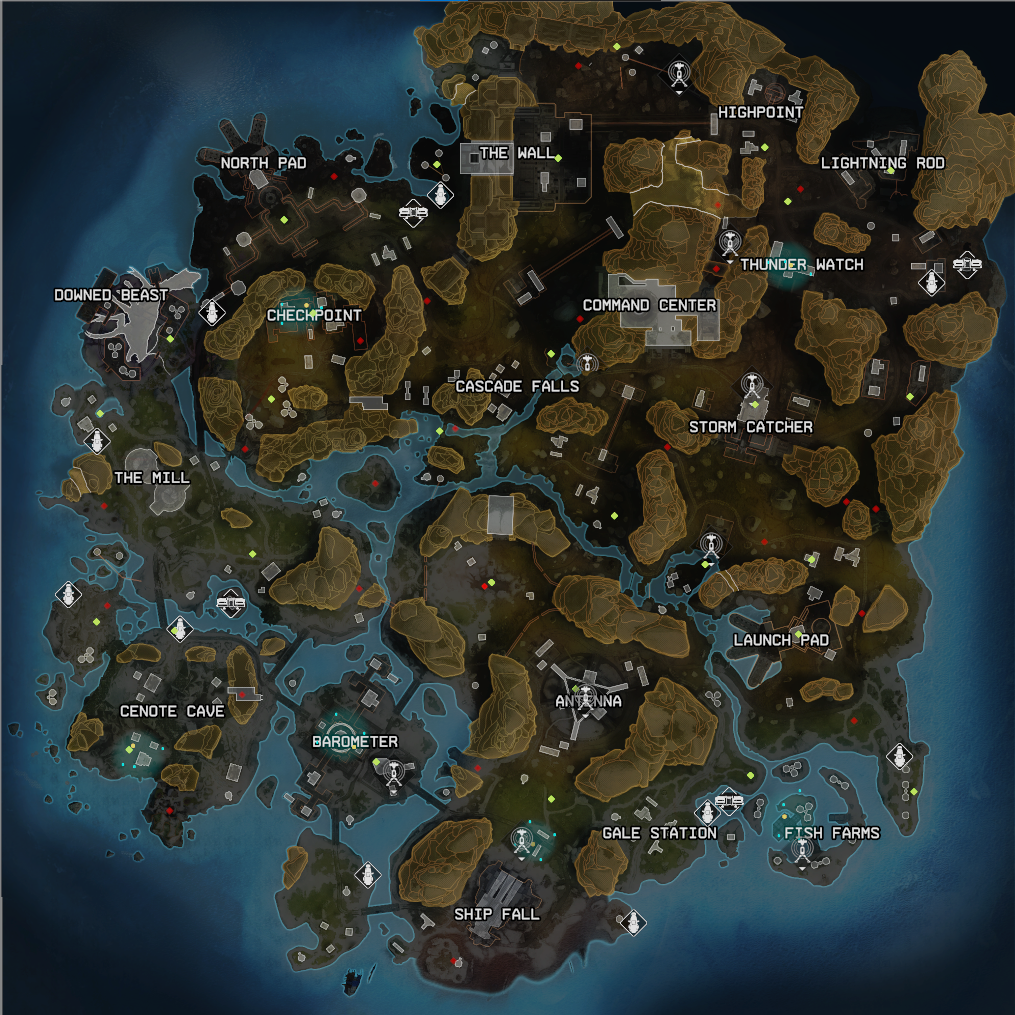 HIGHPOINT
THE WALL
NORTH PAD
LIGHTNING ROD
THUNDER WATCH
DOWNED BEAST
COMMAND CENTER
CHECKPOINT
CASCADE FALLS
STORM CATCHER
THE MILL
LAUNCH PAD
ANTENNA
CENOTE CAVE
BAROMETER
GALE STATION
FISH FARMS
SHIP FALL